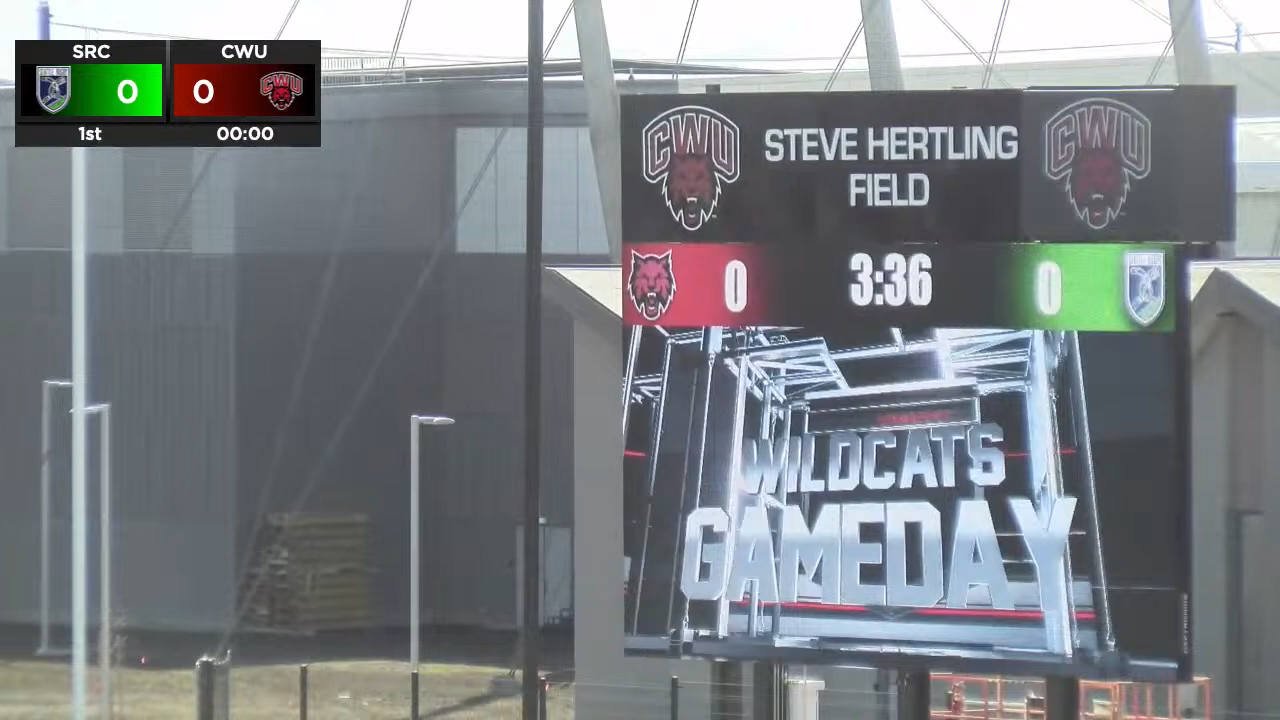 SRC CWU
0 0
1st 00:00
CWU STEVE HERTLING CWU
FIELD
0 3:36 0
WILDCATS
GAMEDAY